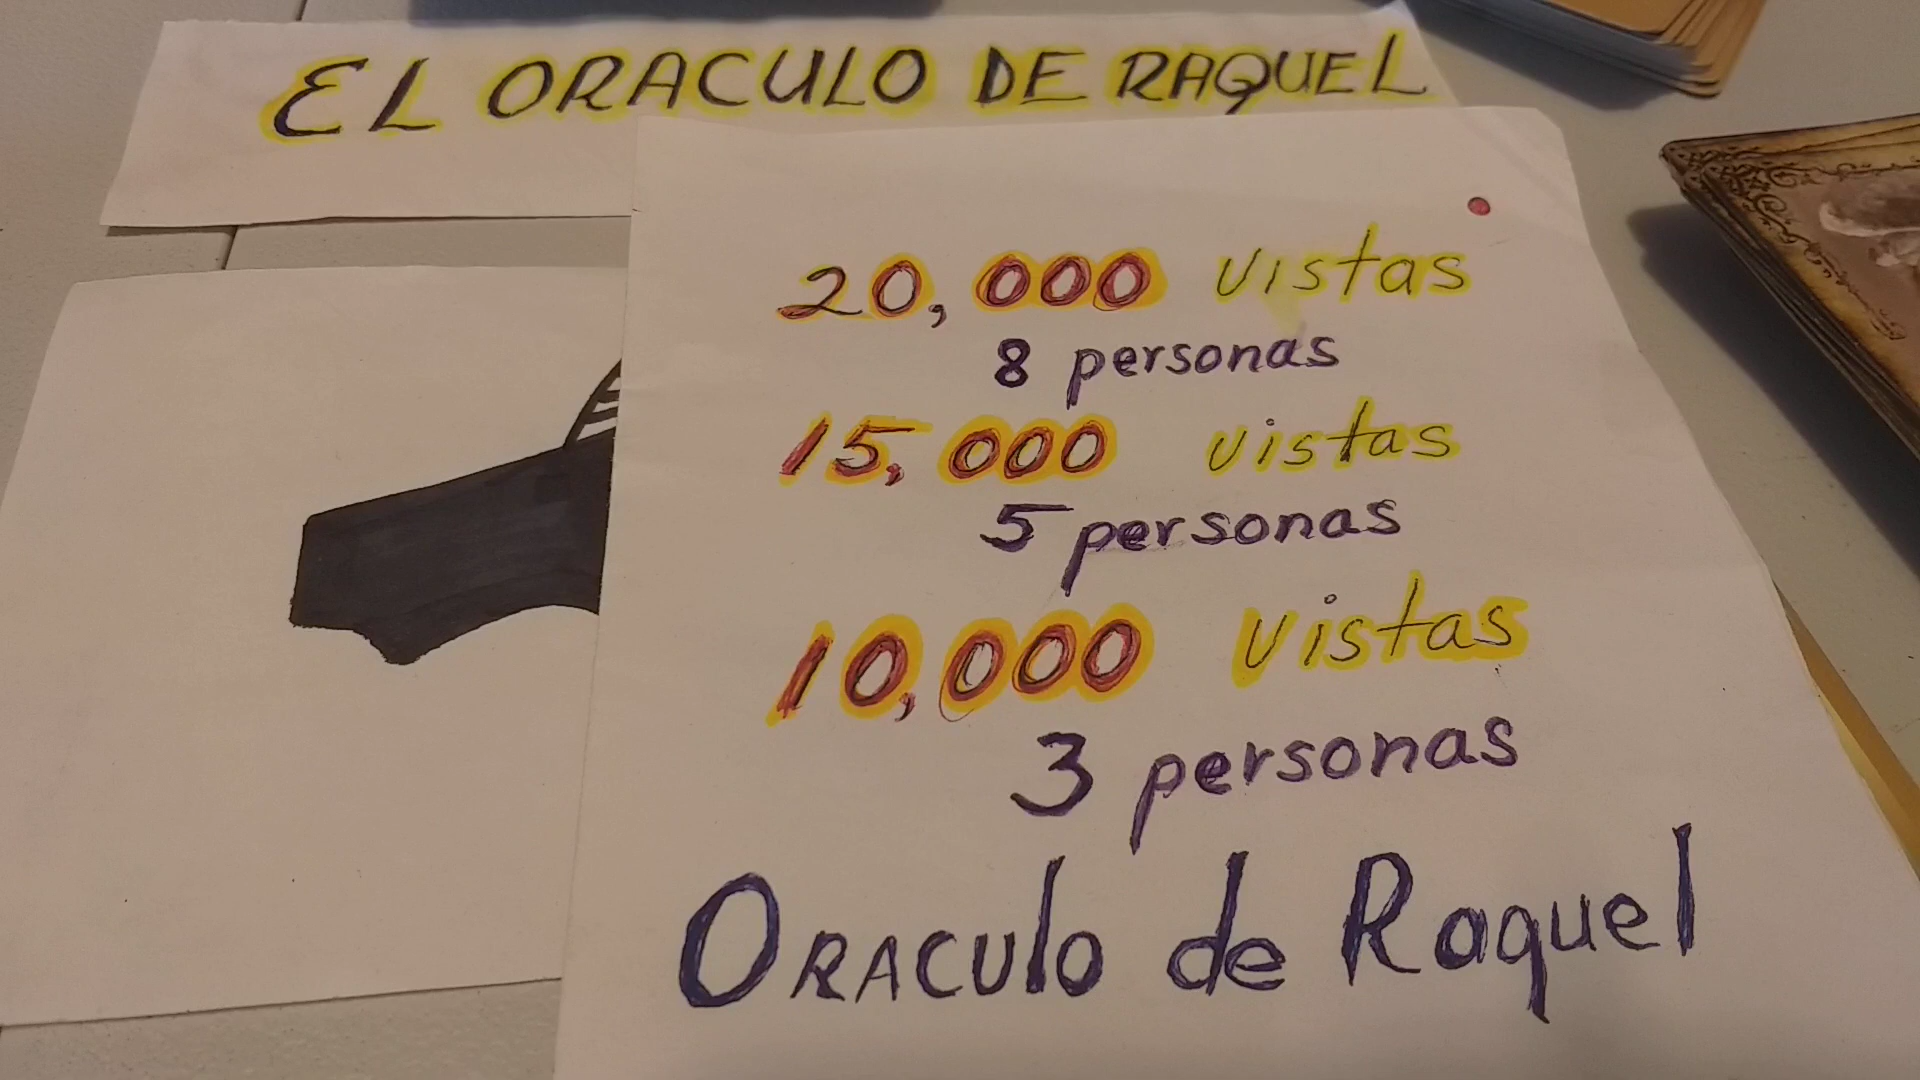 EL ORACULO DE RAQUEL
20,000 vistas
8 personas
15,000 vistas
5 personas
10,000 vistas
3 personas
ORACUlo de Raquel